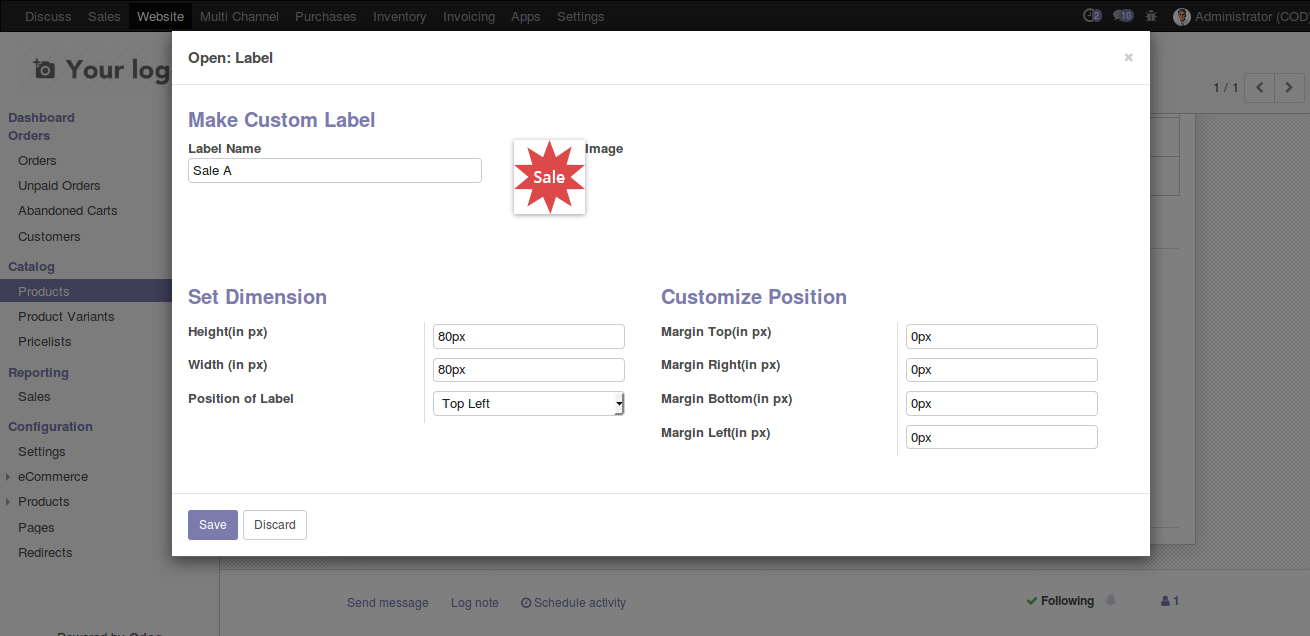 Discuss Sales Website Multi Channel Purchases Inventory Invoicing Apps Settings 2 10 Administrator (COD
Open: Label ×
Your log
1 / 1
Dashboard
Orders
Orders
Unpaid Orders
Abandoned Carts
Customers
Catalog
Products
Product Variants
Pricelists
Reporting
Sales
Configuration
Settings
eCommerce
Products
Pages
Redirects
Make Custom Label
Label Name
Sale A
Sale
Image
Set Dimension
Height(in px) 80px
Width (in px) 80px
Position of Label Top Left
Customize Position
Margin Top(in px) 0px
Margin Right(in px) 0px
Margin Bottom(in px) 0px
Margin Left(in px) 0px
Save Discard
Send message Log note Schedule activity Following 1
Powered by Odoo